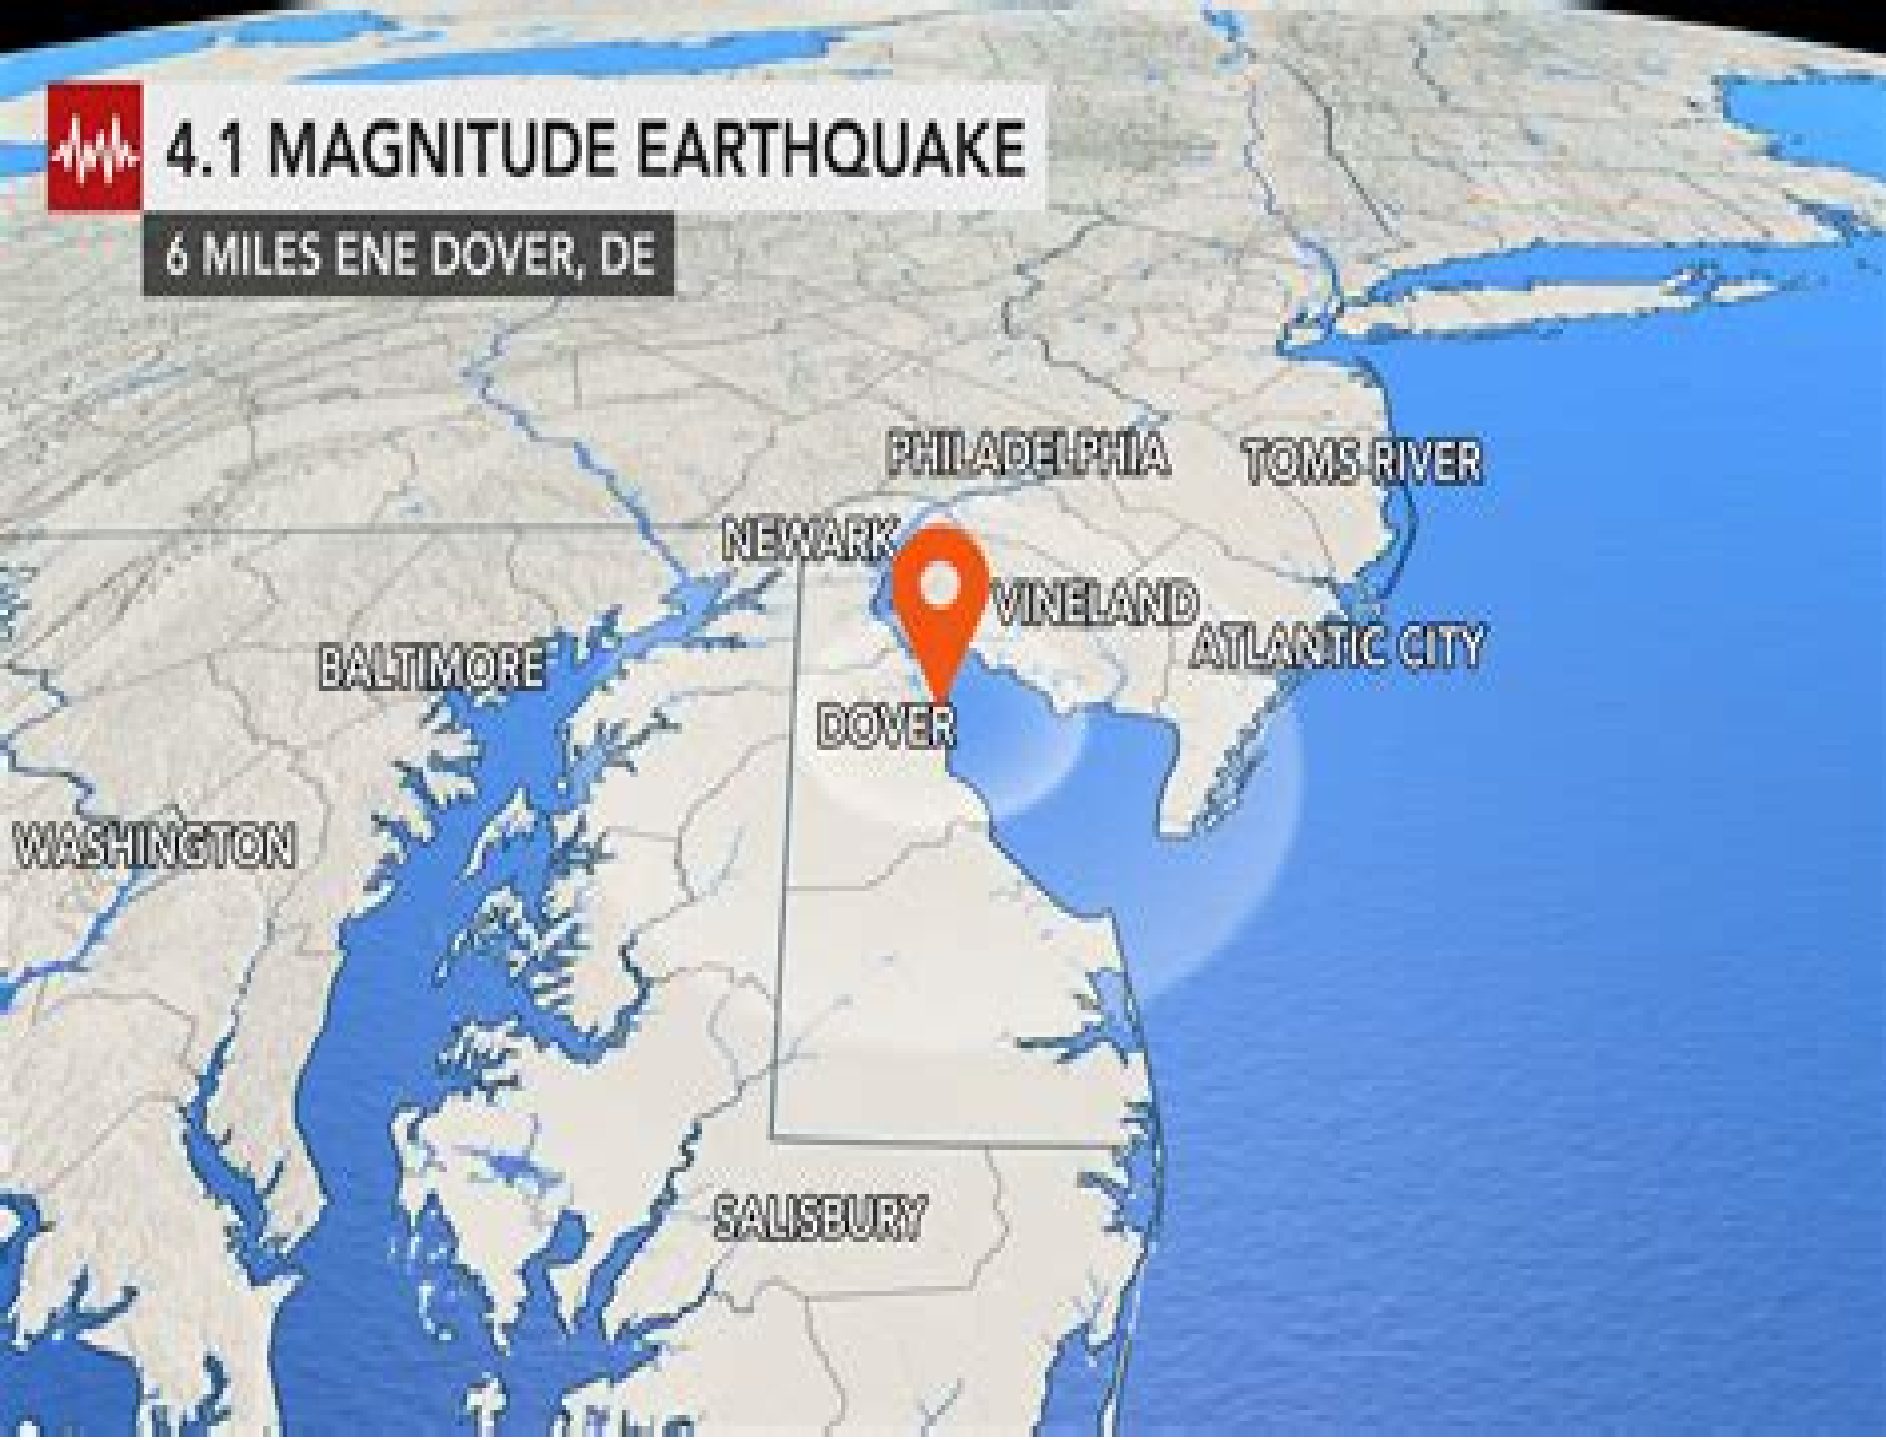 4.1 MAGNITUDE EARTHQUAKE
6 MILES ENE DOVER, DE
PHILADELPHIA
TOMS RIVER
NEWARK
VINELAND
ATLANTIC CITY
BALTIMORE
DOVER
WASHINGTON
SALISBURY